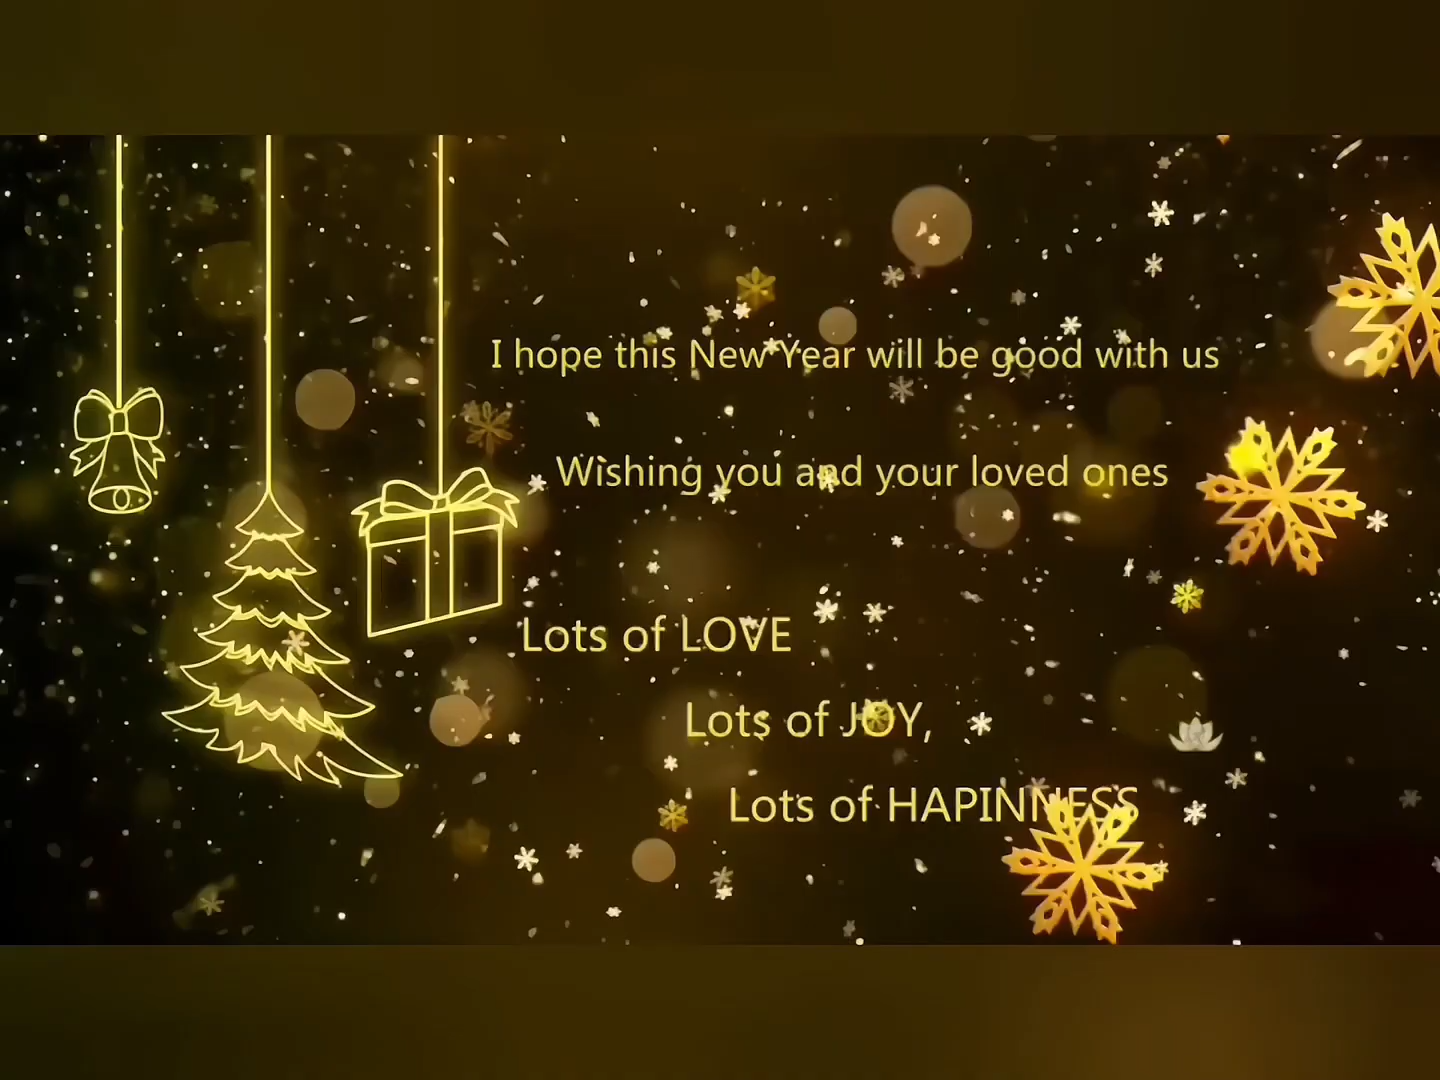 I hope this New Year will be good with us
Wishing you and your loved ones
Lots of LOVE
Lots of JOY,
Lots of HAPINNESS